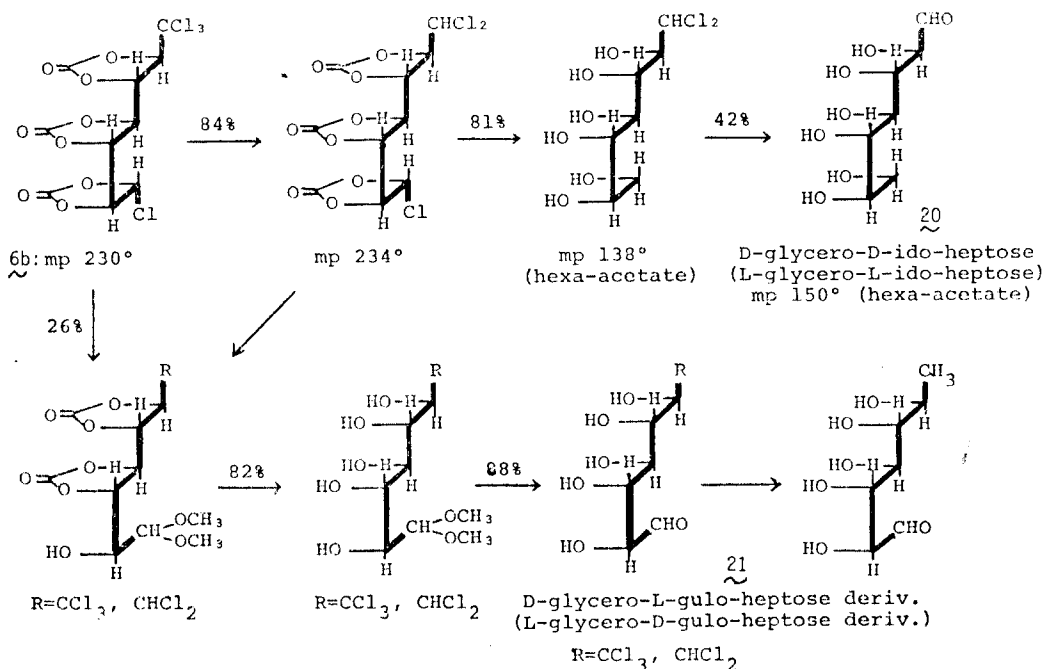 CCl3 CHCl2 CHCl2 CHO
O O-H H O O-H H HO-H H HO-H H
O=< O=< HO HO
O O-H H 84% O O-H H 81% HO-H H 42% HO-H H
O=< H O=< H HO H HO H
O O O O HO HO
H Cl H Cl H H
6b: mp 230° mp 234° mp 138° 20
(hexa-acetate) D-glycero-D-ido-heptose
(L-glycero-L-ido-heptose)
mp 150° (hexa-acetate)
26%
R R R CH3
O O-H H HO-H H HO-H H HO-H H
O HO HO HO
O O-H H 82% HO-H H 88% HO-H H HO-H H
O HO HO HO
HO CH OCH3 OCH3 HO CH OCH3 OCH3 HO CHO HO CHO
H H H H
R=CCl3, CHCl2 R=CCl3, CHCl2 21
D-glycero-L-gulo-heptose deriv.
(L-glycero-D-gulo-heptose deriv.)
R=CCl3, CHCl2